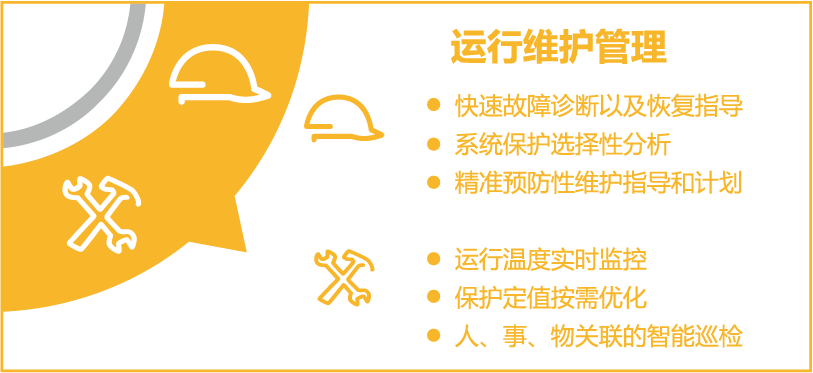 运行维护管理
快速故障诊断以及恢复指导
系统保护选择性分析
精准预防性维护指导和计划
运行温度实时监控
保护定值按需优化
人、事、物关联的智能巡检